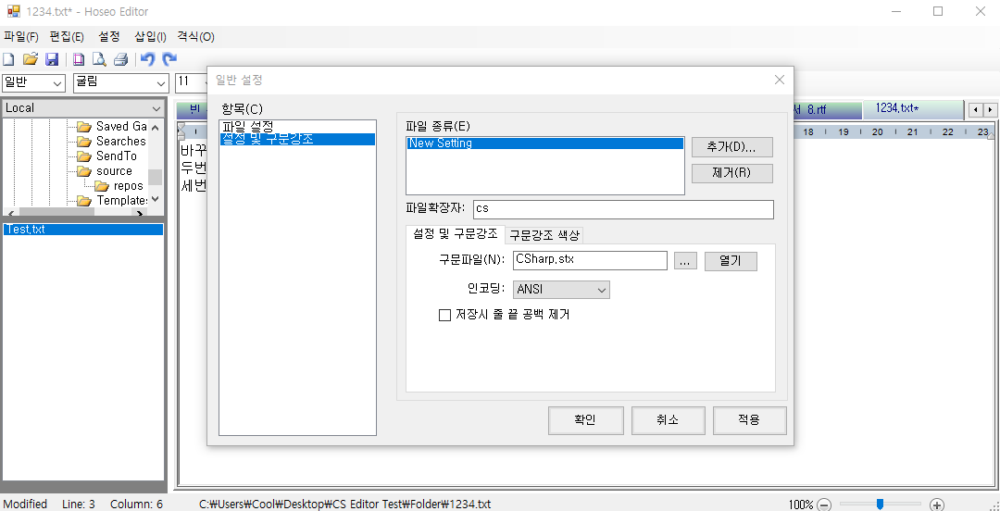 1234.txt* - Hoseo Editor
파일(F) 편집(E) 설정 삽입(I) 격식(O)
일반 굴림 11
일반 설정
Local
Saved Ga
Searches
SendTo
source
repos
Templates
Test.txt
빈
서 8.rtf 1234.txt*
18 19 20 21 22 23
바꾸
두번
세번
항목(C)
파일 설정
설정 및 구문강조
파일 종류(E)
New Setting
추가(D)...
제거(R)
파일확장자: cs
설정 및 구문강조 구문강조 색상
구문파일(N): CSharp.stx ... 열기
인코딩: ANSI
저장시 줄 끝 공백 제거
확인 취소 적용
Modified Line: 3 Column: 6 C:₩Users₩Cool₩Desktop₩CS Editor Test₩Folder₩1234.txt 100%